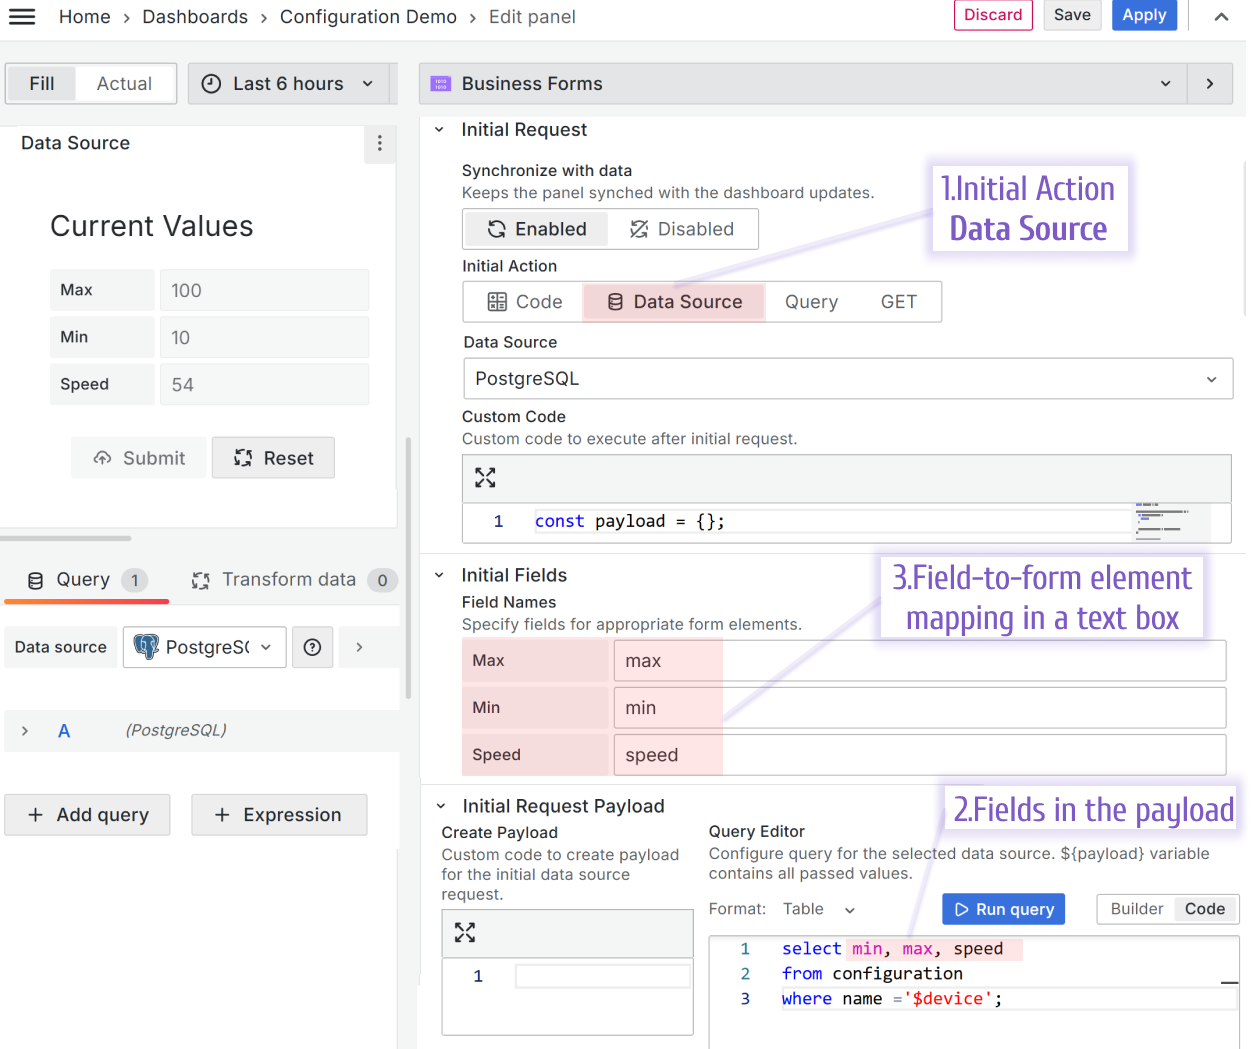 Home › Dashboards › Configuration Demo › Edit panel
Discard
Save
Apply
Fill
Actual
Last 6 hours
Business Forms
Data Source
Current Values
Max
100
Min
10
Speed
54
Submit
Reset
Query 1
Transform data 0
Data source
PostgreSC
A
(PostgreSQL)
+ Add query
+ Expression
Initial Request
Synchronize with data
Keeps the panel synched with the dashboard updates.
Enabled
Disabled
1.Initial Action
Data Source
Initial Action
Code
Data Source
Query
GET
Data Source
PostgreSQL
Custom Code
Custom code to execute after initial request.
1 const payload = {};
Initial Fields
Field Names
Specify fields for appropriate form elements.
3.Field-to-form element
mapping in a text box
Max
max
Min
min
Speed
speed
Initial Request Payload
2.Fields in the payload
Create Payload
Custom code to create payload
for the initial data source
request.
1
Query Editor
Configure query for the selected data source. ${payload} variable
contains all passed values.
Format: Table
Run query
Builder
Code
1 select min, max, speed
2 from configuration
3 where name ='$device';